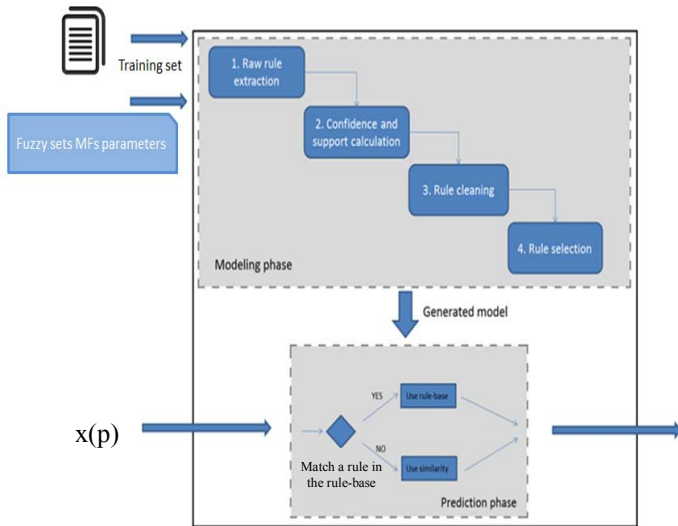 Training set
Fuzzy sets MFs parameters
1. Raw rule
extraction
2. Confidence and
support calculation
3. Rule cleaning
4. Rule selection
Modeling phase
Generated model
x(p)
YES
Use rule-base
NO
Use similarity
Match a rule in
the rule-base
Prediction phase